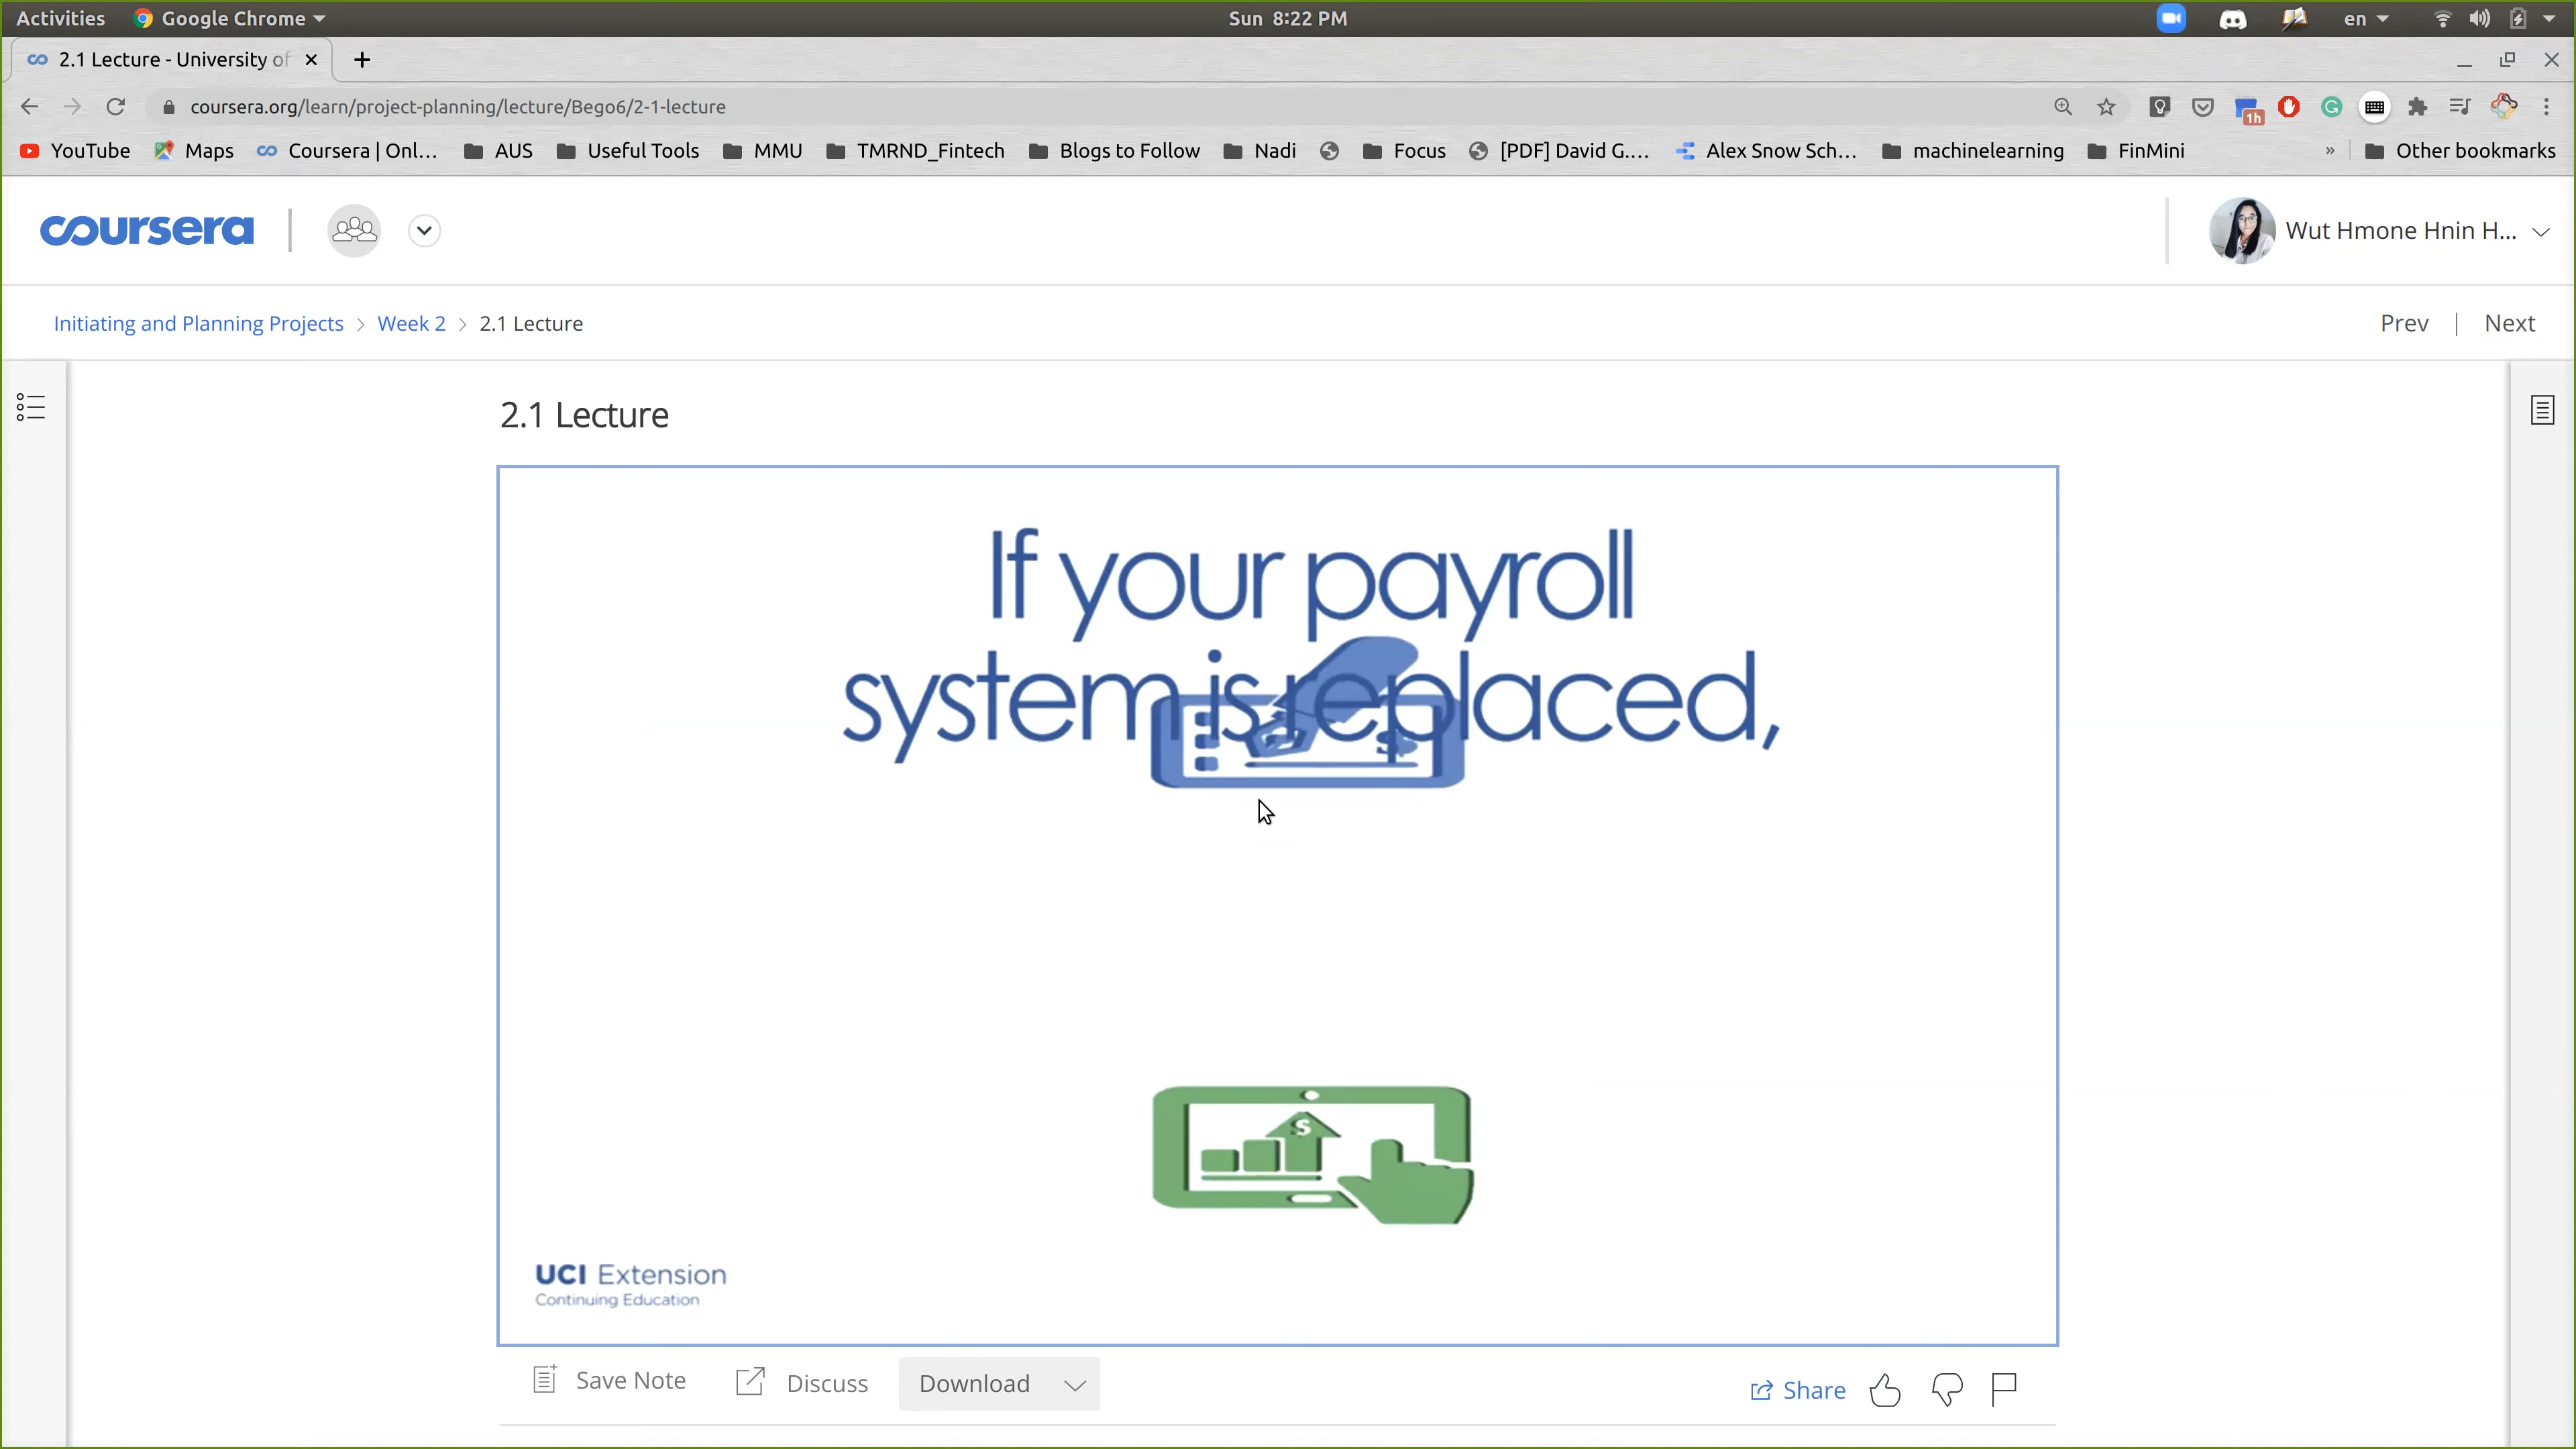 Activities Google Chrome Sun 8:22 PM en
2.1 Lecture - University of
coursera.org/learn/project-planning/lecture/Bego6/2-1-lecture 1h
YouTube Maps Coursera | Onl... AUS Useful Tools MMU TMRND_Fintech Blogs to Follow Nadi Focus [PDF] David G.... Alex Snow Sch... machinelearning FinMini » Other bookmarks
coursera Wut Hmone Hnin H...
Initiating and Planning Projects > Week 2 > 2.1 Lecture Prev | Next
2.1 Lecture
If your payroll
system is replaced,
$
$
UCI Extension
Continuing Education
Save Note Discuss Download Share